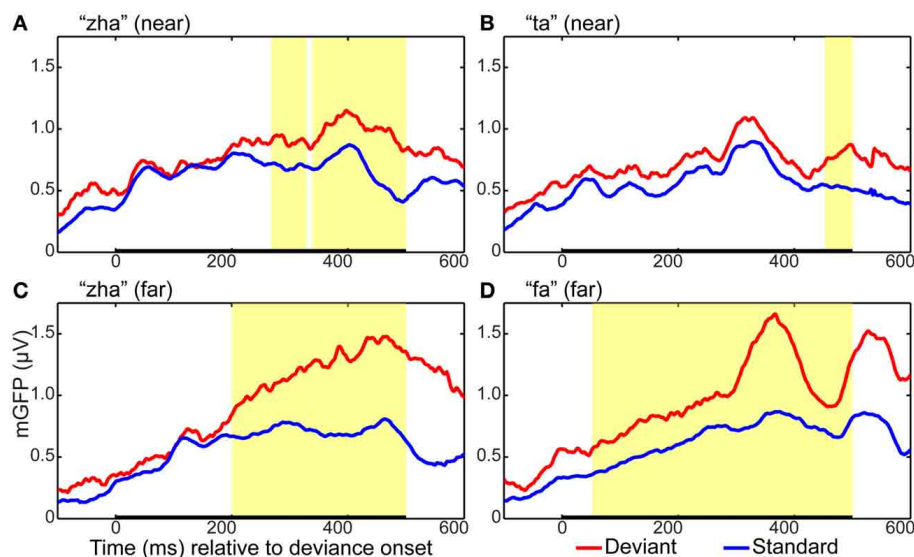 A “zha” (near)
1.5
1.0
0.5
0
0 200 400 600
B “ta” (near)
1.5
1.0
0.5
0
0 200 400 600
C “zha” (far)
mGFP (µV)
1.5
1.0
0.5
0
0 200 400 600
D “fa” (far)
1.5
1.0
0.5
0
0 200 400 600
Time (ms) relative to deviance onset
Deviant Standard